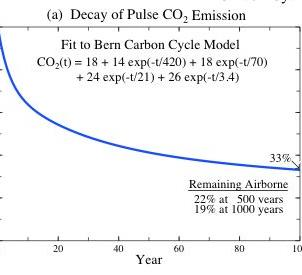 (a) Decay of Pulse CO₂ Emission
Fit to Bern Carbon Cycle Model
CO₂(t) = 18 + 14 exp(-t/420) + 18 exp(-t/70)
+ 24 exp(-t/21) + 26 exp(-t/3.4)
33%
Remaining Airborne
22% at 500 years
19% at 1000 years
20 40 60 80
Year